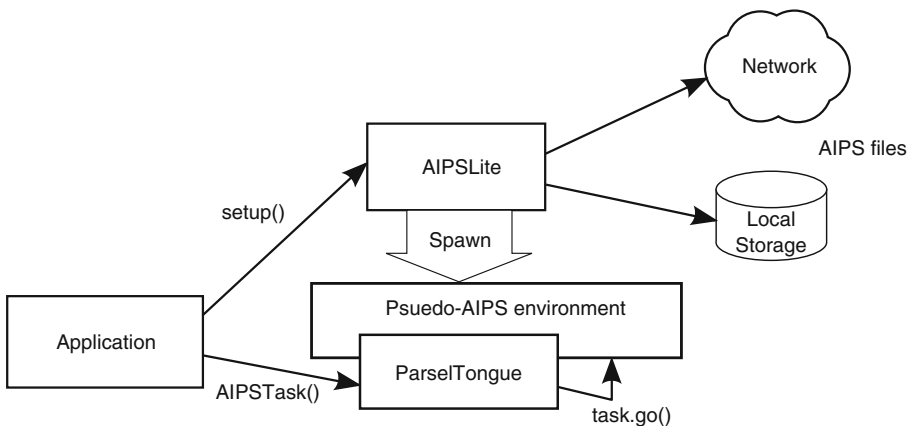 Network
AIPSLite
AIPS files
setup()
Local
Storage
Spawn
Psuedo-AIPS environment
Application
ParselTongue
AIPSTask()
task.go()